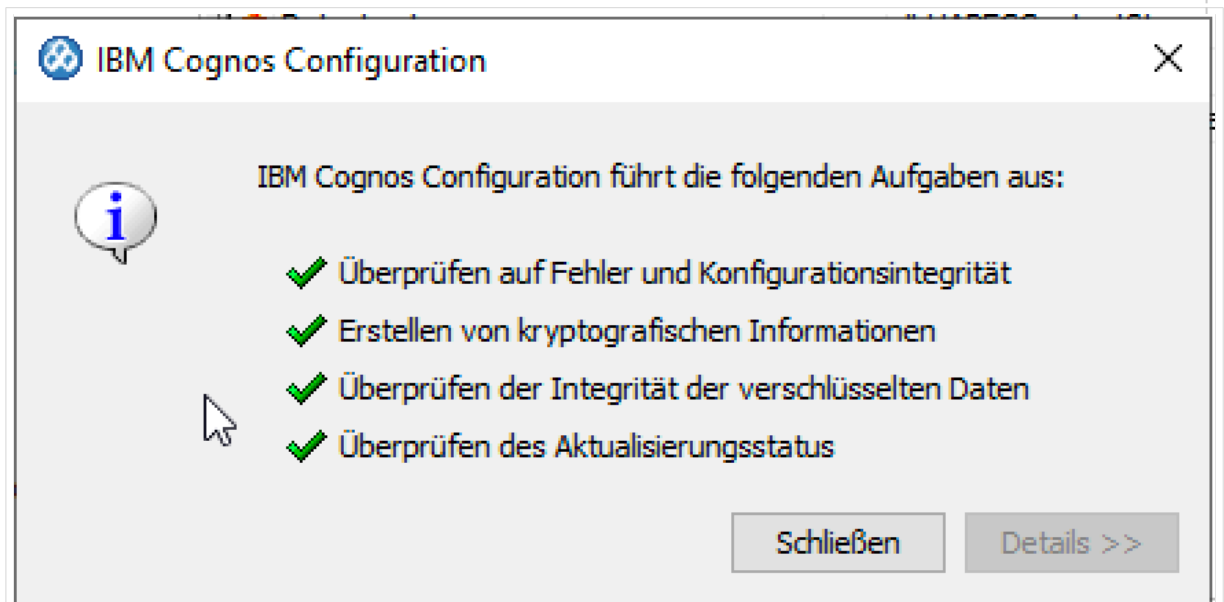 IBM Cognos Configuration
IBM Cognos Configuration führt die folgenden Aufgaben aus:
Überprüfen auf Fehler und Konfigurationsintegrität
Erstellen von kryptografischen Informationen
Überprüfen der Integrität der verschlüsselten Daten
Überprüfen des Aktualisierungsstatus
Schließen
Details >>